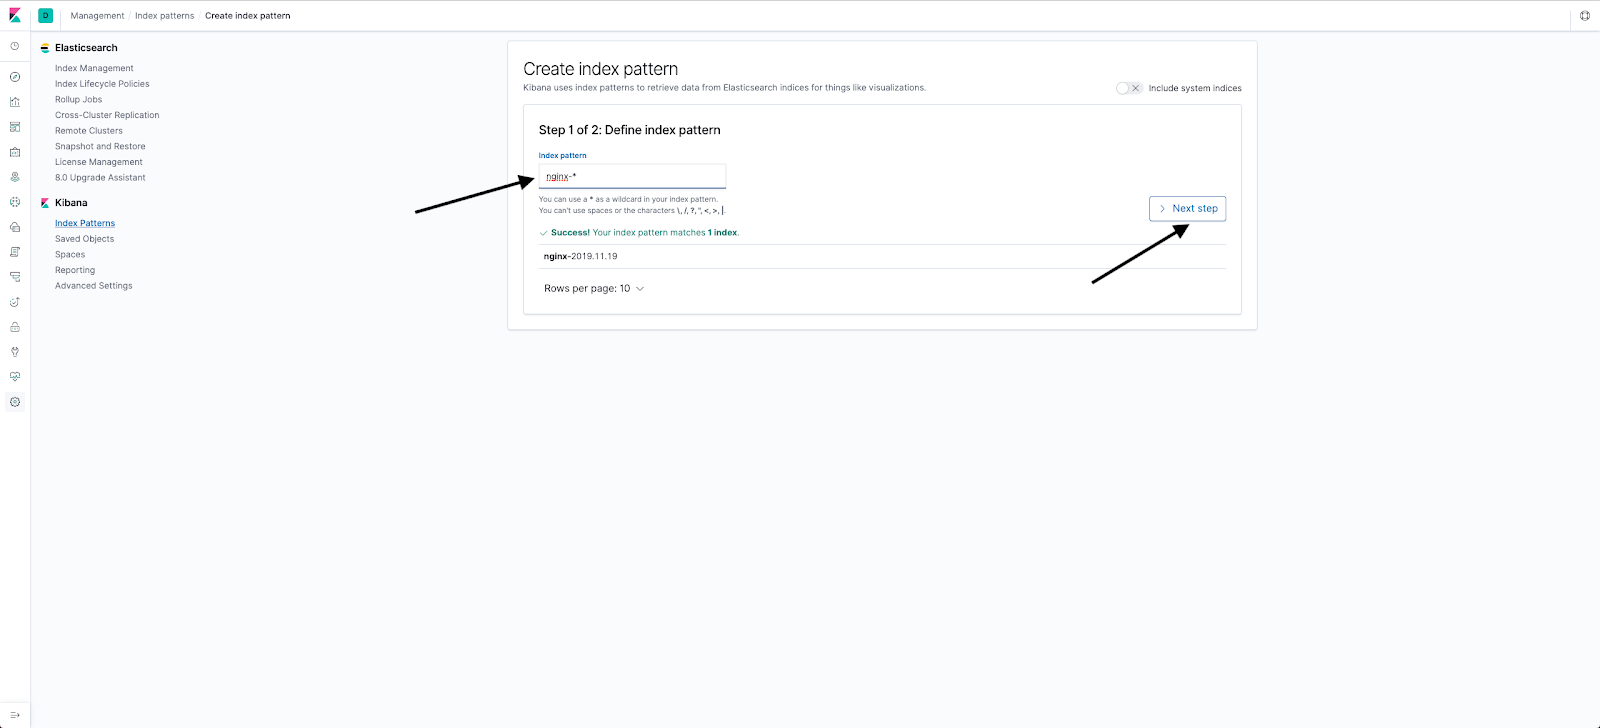 D Management / Index patterns / Create index pattern
Elasticsearch
Index Management
Index Lifecycle Policies
Rollup Jobs
Cross-Cluster Replication
Remote Clusters
Snapshot and Restore
License Management
8.0 Upgrade Assistant
Kibana
Index Patterns
Saved Objects
Spaces
Reporting
Advanced Settings
Create index pattern
Kibana uses index patterns to retrieve data from Elasticsearch indices for things like visualizations.
Include system indices
Step 1 of 2: Define index pattern
Index pattern
nginx-*
You can use a * as a wildcard in your index pattern.
You can't use spaces or the characters \, /, ?, ", <, >, |.
Next step
Success! Your index pattern matches 1 index.
nginx-2019.11.19
Rows per page: 10